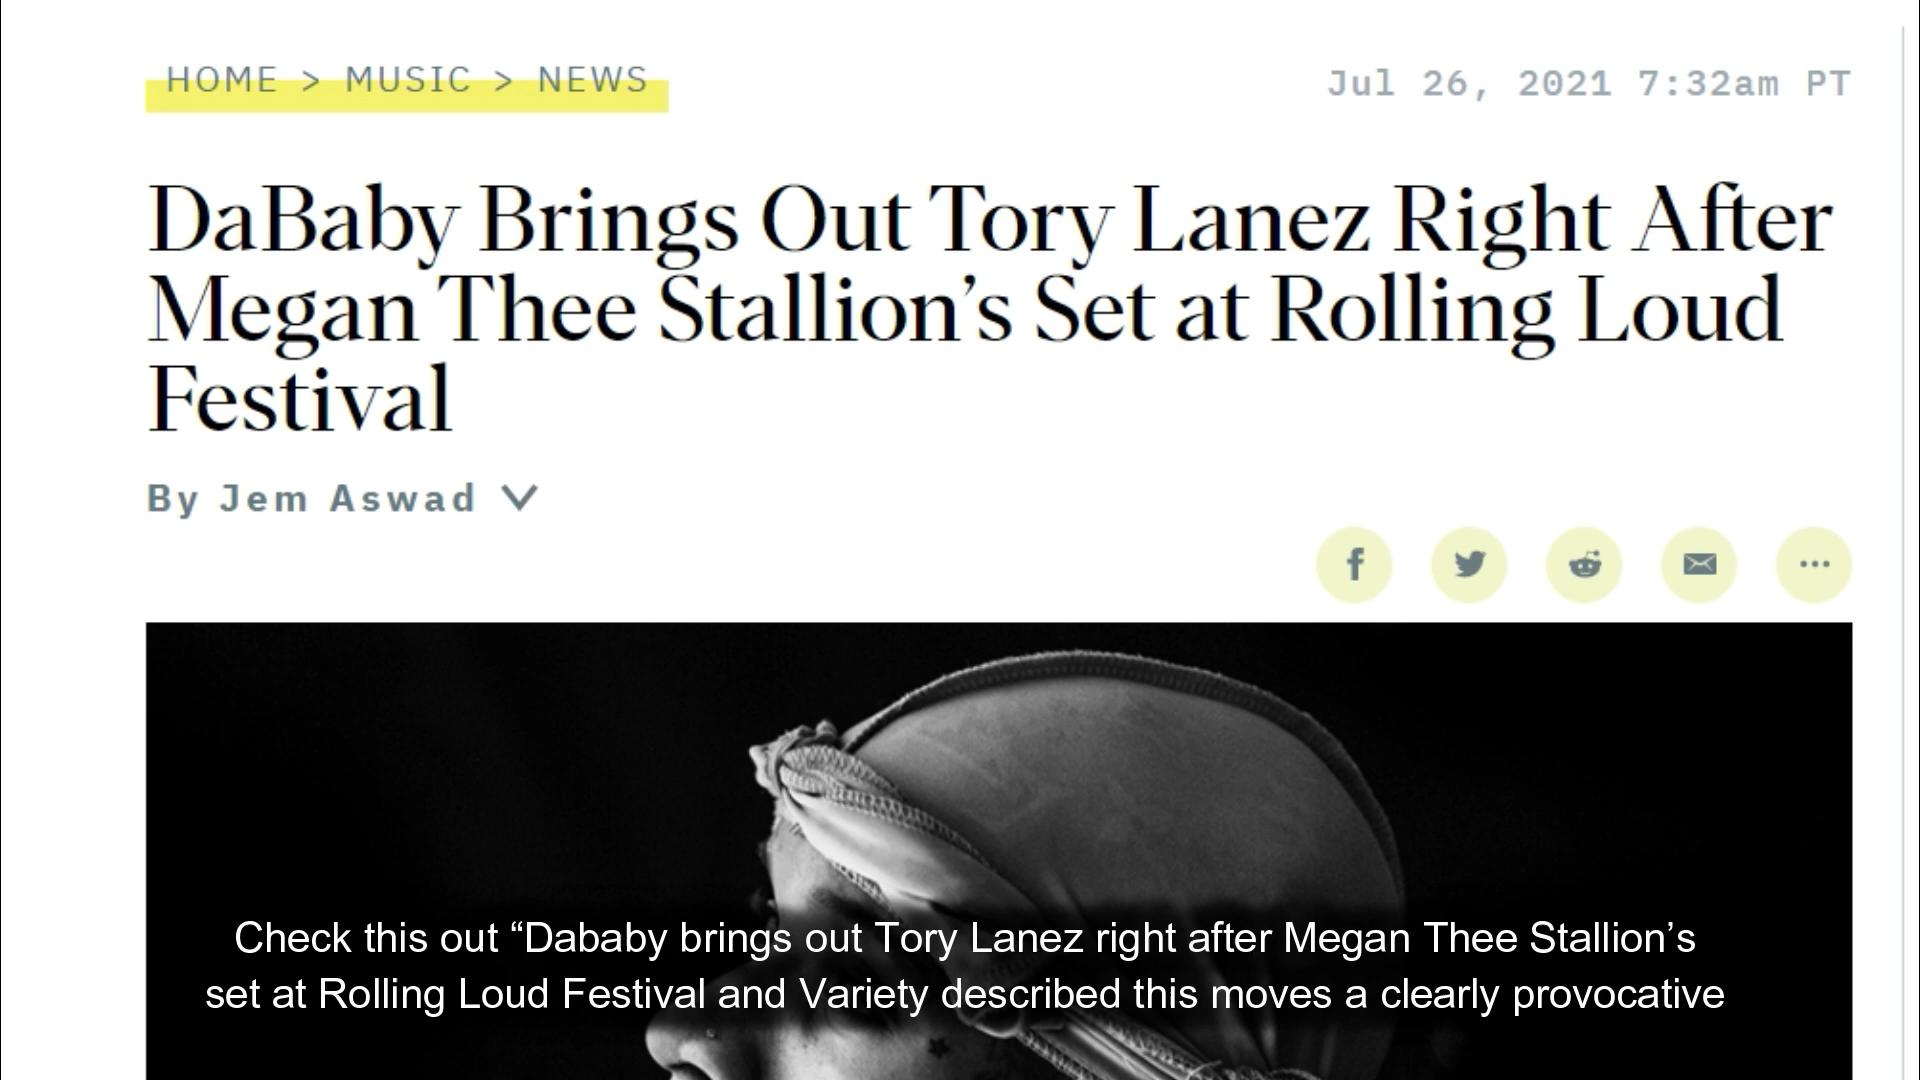 HOME > MUSIC > NEWS
Jul 26, 2021 7:32am PT
DaBaby Brings Out Tory Lanez Right After
Megan Thee Stallion’s Set at Rolling Loud
Festival
By Jem Aswad
Check this out “Dababy brings out Tory Lanez right after Megan Thee Stallion’s
set at Rolling Loud Festival and Variety described this moves a clearly provocative